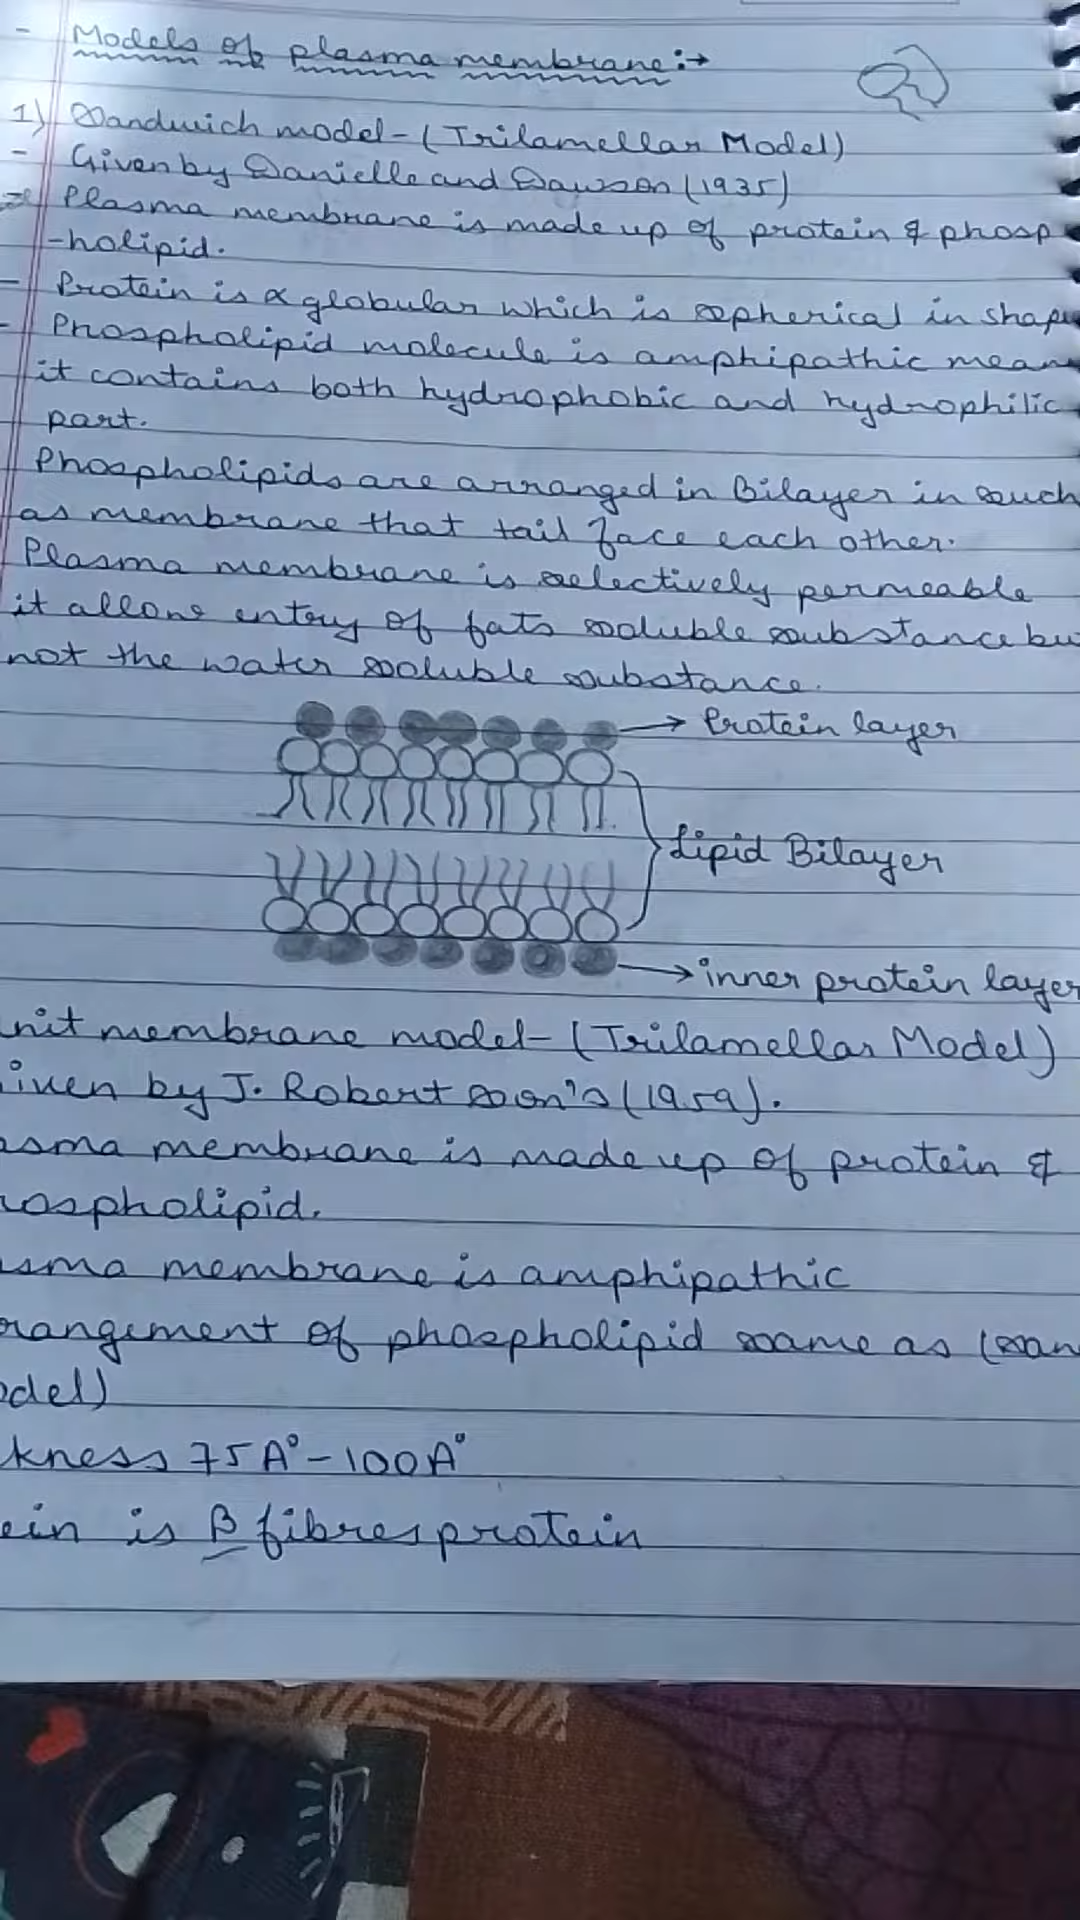 - Models of plasma membrane:→
1) Sandwich model - (Trilamellar Model)
- Given by Danielle and Dawson (1935)
Plasma membrane is made up of protein & phosp
-holipid.
- Protein is α globular which is spherical in shape
- Phospholipid molecule is amphipathic mean
it contains both hydrophobic and hydrophilic
part.
Phospholipids are arranged in Bilayer in such
as membrane that tail face each other.
Plasma membrane is selectively permeable
it allons entry of fats soluble substance bu
not the water soluble substance.
→ Protein layer
Lipid Bilayer
→ inner protein layer
nit membrane model - (Trilamellar Model)
iven by J. Robert son's (1959).
asma membrane is made up of protein &
hospholipid.
asma membrane is amphipathic
rangement of phospholipid same as (san
odel)
kness 75A° - 100A°
ein is β fibres protein